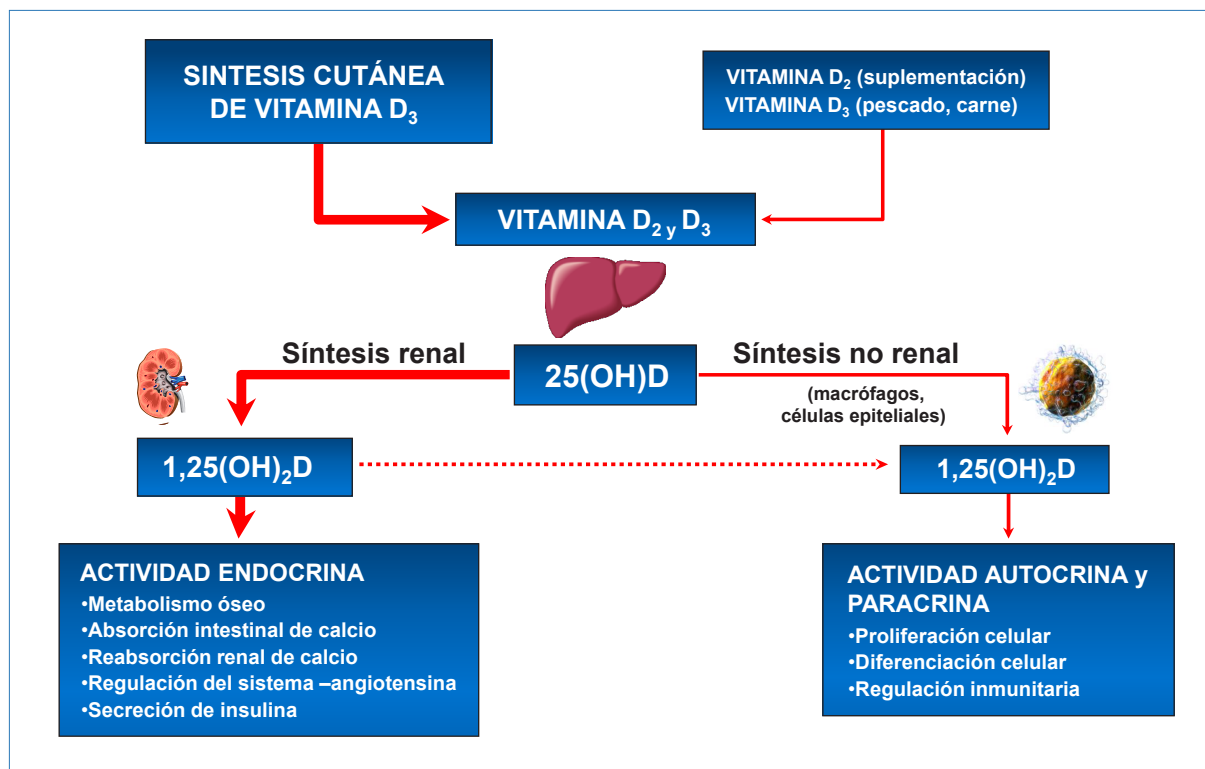 SINTESIS CUTÁNEA
DE VITAMINA D₃
VITAMINA D₂ (suplementación)
VITAMINA D₃ (pescado, carne)
VITAMINA D₂ y D₃
Síntesis renal
25(OH)D
Síntesis no renal
(macrófagos,
células epiteliales)
1,25(OH)₂D
1,25(OH)₂D
ACTIVIDAD ENDOCRINA
•Metabolismo óseo
•Absorción intestinal de calcio
•Reabsorción renal de calcio
•Regulación del sistema –angiotensina
•Secreción de insulina
ACTIVIDAD AUTOCRINA y
PARACRINA
•Proliferación celular
•Diferenciación celular
•Regulación inmunitaria